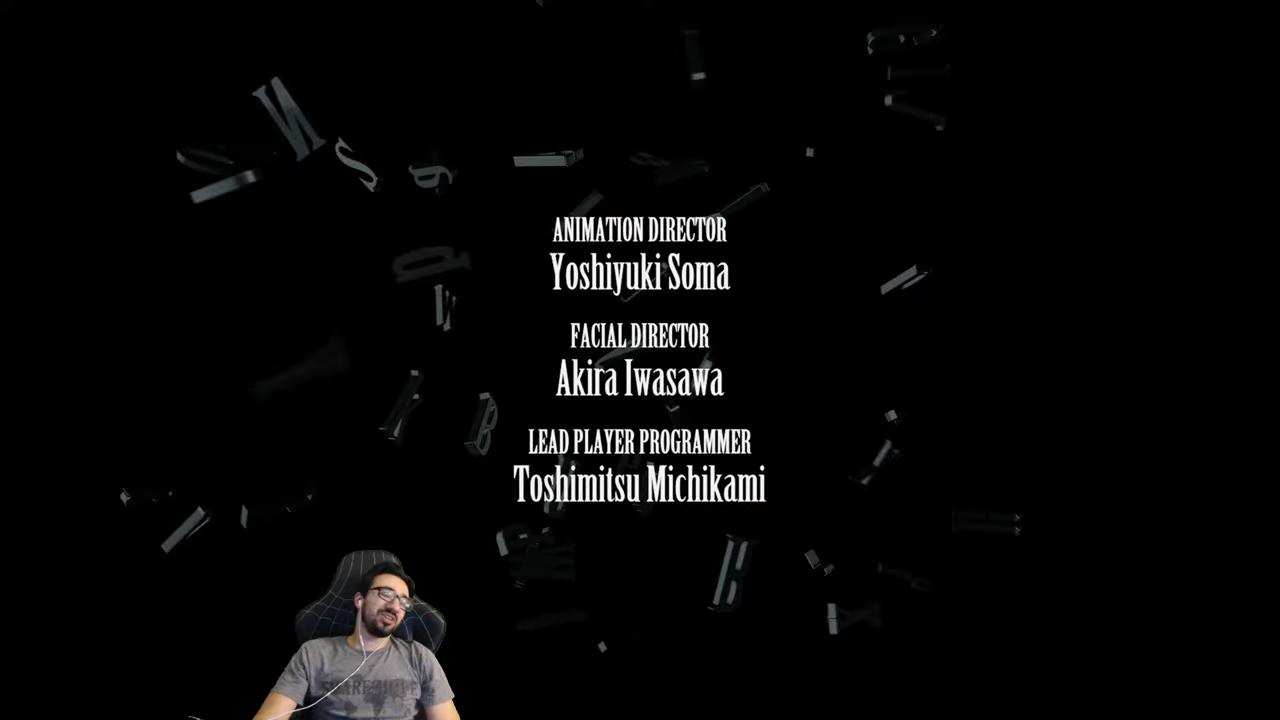 ANIMATION DIRECTOR
Yoshiyuki Soma
FACIAL DIRECTOR
Akira Iwasawa
LEAD PLAYER PROGRAMMER
Toshimitsu Michikami